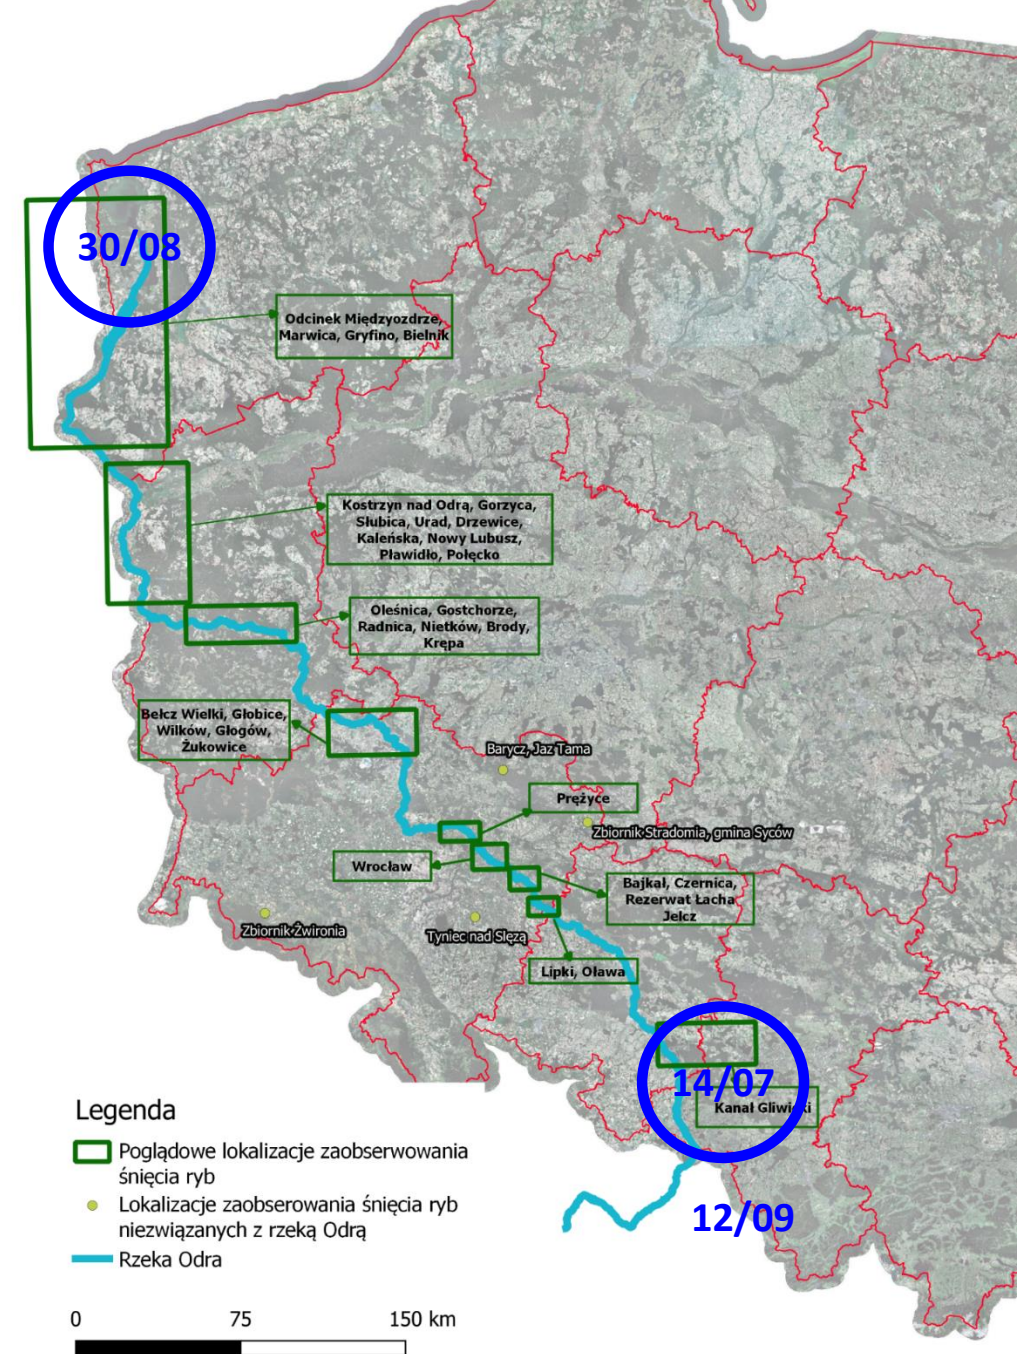 30/08
Odcinek Międzyozdrze,
Marwica, Gryfino, Bielnik
Kostrzyn nad Odrą, Gorzyca,
Słubica, Urad, Drzewice,
Kaleńska, Nowy Lubusz,
Pławidło, Połęcko
Oleśnica, Gostchorze,
Radnica, Nietków, Brody,
Krępa
Bełcz Wielki, Głobice,
Wilków, Głogów,
Żukowice
Barycz, Jaz Tama
Prężyce
Zbiornik Stradomia, gmina Syców
Wrocław
Bajkał, Czernica,
Rezerwat Łacha
Jelcz
Zbiornik Żwironia
Tyniec nad Ślęzą
Lipki, Oława
14/07
Kanał Gliwicki
12/09
Legenda
Poglądowe lokalizacje zaobserwowania
śnięcia ryb
Lokalizacje zaobserowania śnięcia ryb
niezwiązanych z rzeką Odrą
Rzeka Odra
0 75 150 km